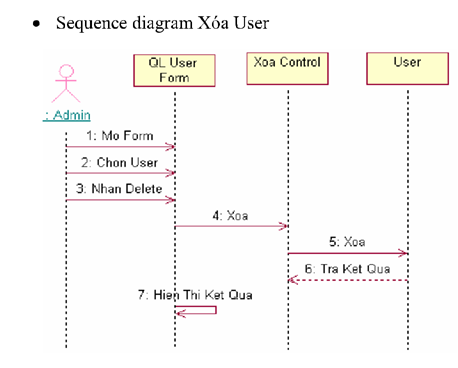 • Sequence diagram Xóa User
QL User
Form
Xoa Control
User
: Admin
1: Mo Form
2: Chon User
3: Nhan Delete
4: Xoa
5: Xoa
6: Tra Ket Qua
7: Hien Thi Ket Qua